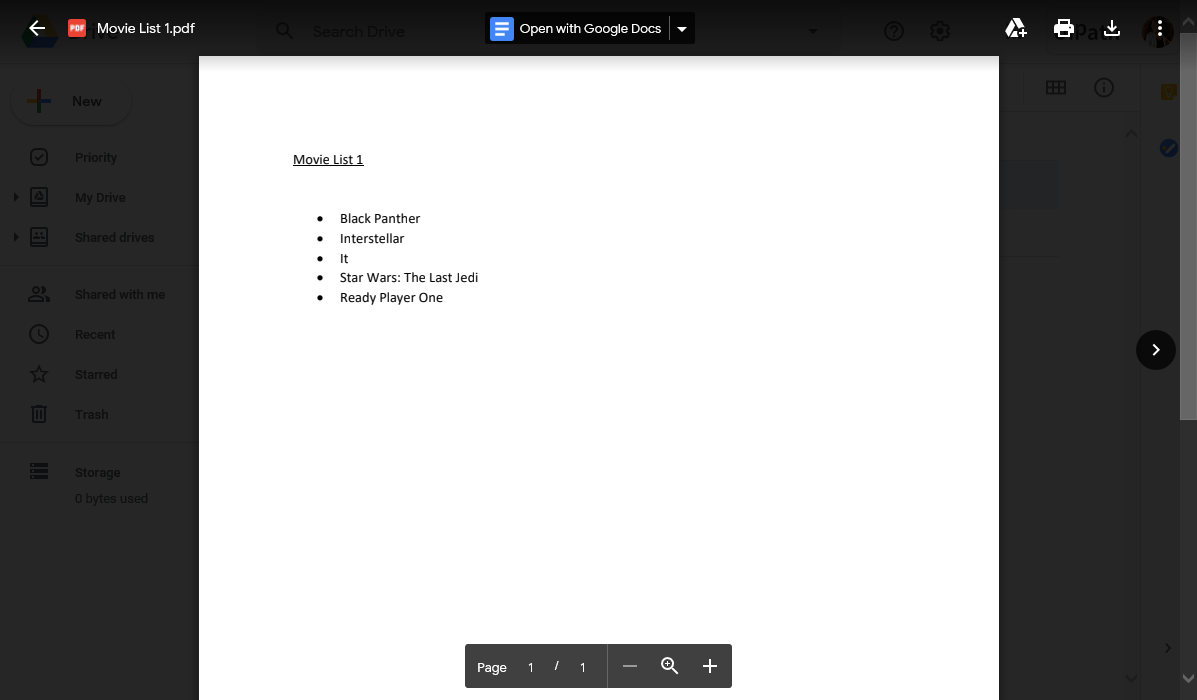 PDF Movie List 1.pdf
Open with Google Docs
Search Drive
New
Priority
My Drive
Shared drives
Shared with me
Recent
Starred
Trash
Storage
0 bytes used
Movie List 1
• Black Panther
• Interstellar
• It
• Star Wars: The Last Jedi
• Ready Player One
Page 1 / 1